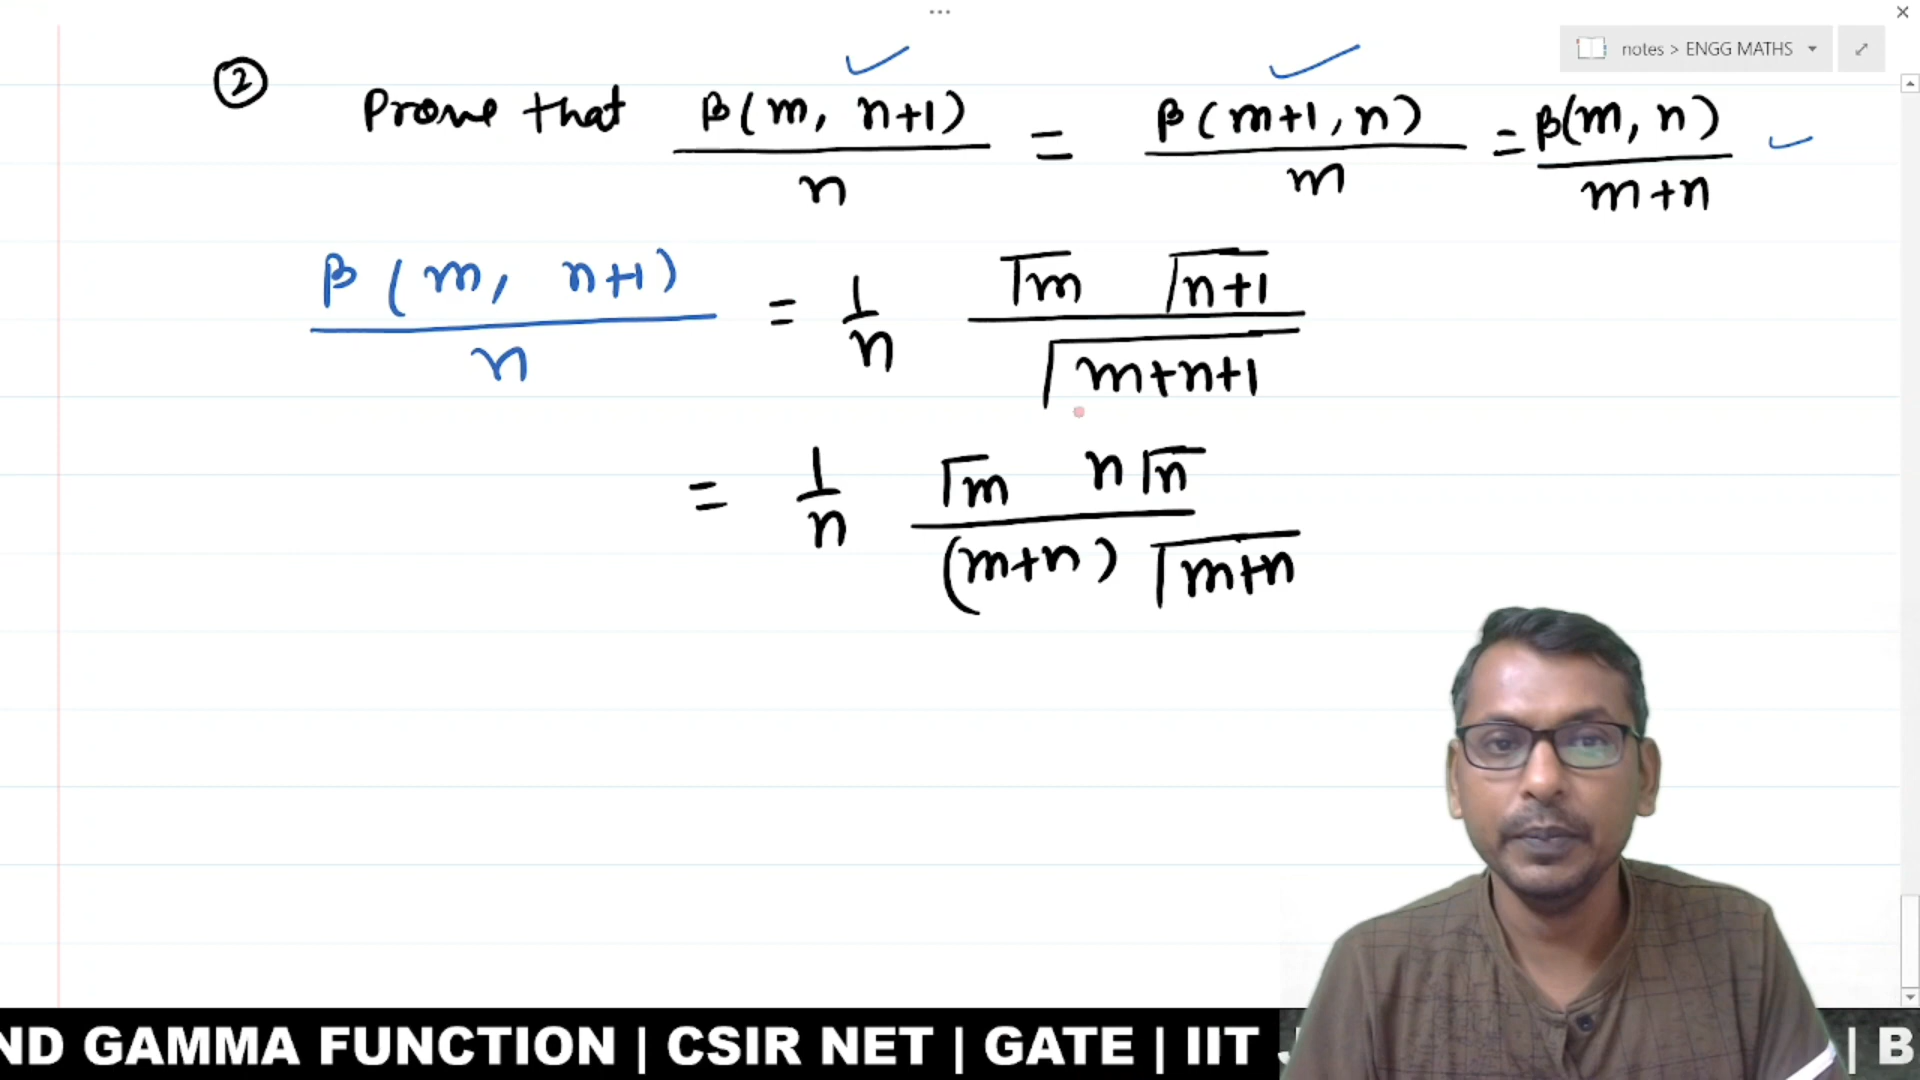 notes > ENGG MATHS
② Prove that β(m, n+1)/n = β(m+1, n)/m = β(m, n)/m+n
β(m, n+1)/n = 1/n Γm Γn+1 / Γm+n+1
= 1/n Γm nΓn / (m+n) Γm+n
ND GAMMA FUNCTION | CSIR NET | GATE | IIT J | B